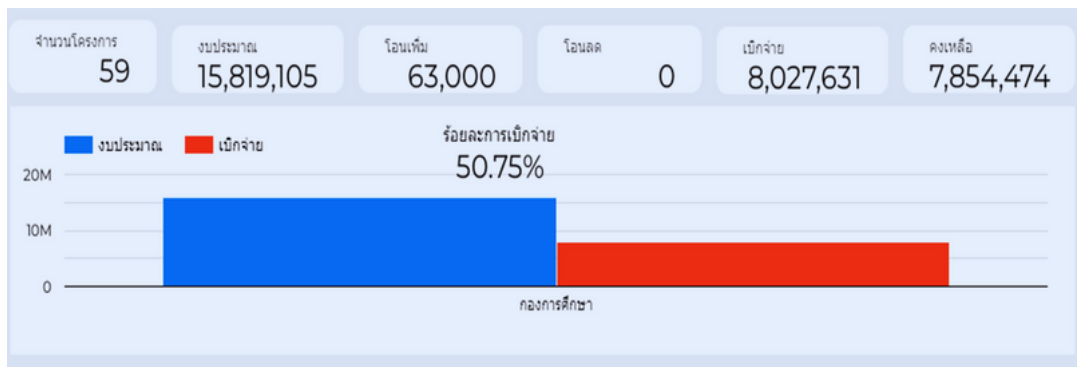 จำนวนโครงการ
59
งบประมาณ
15,819,105
โอนเพิ่ม
63,000
โอนลด
0
เบิกจ่าย
8,027,631
คงเหลือ
7,854,474
งบประมาณ
เบิกจ่าย
ร้อยละการเบิกจ่าย
50.75%
20M
10M
0
กองการศึกษา